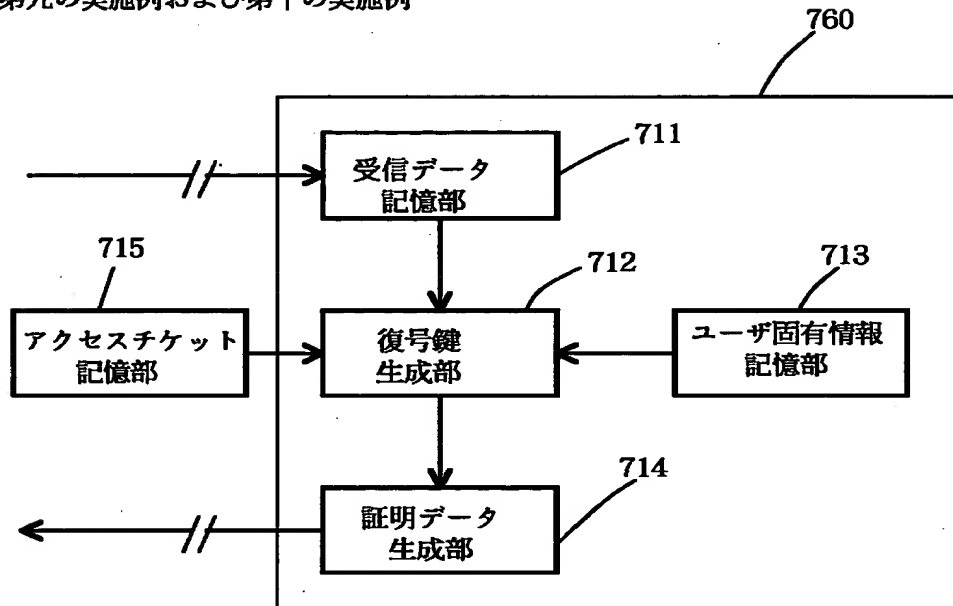 第九の実施例および第十の実施例
760
711
受信データ
記憶部
715
712
713
アクセスチケット
記憶部
復号鍵
生成部
ユーザ固有情報
記憶部
714
証明データ
生成部